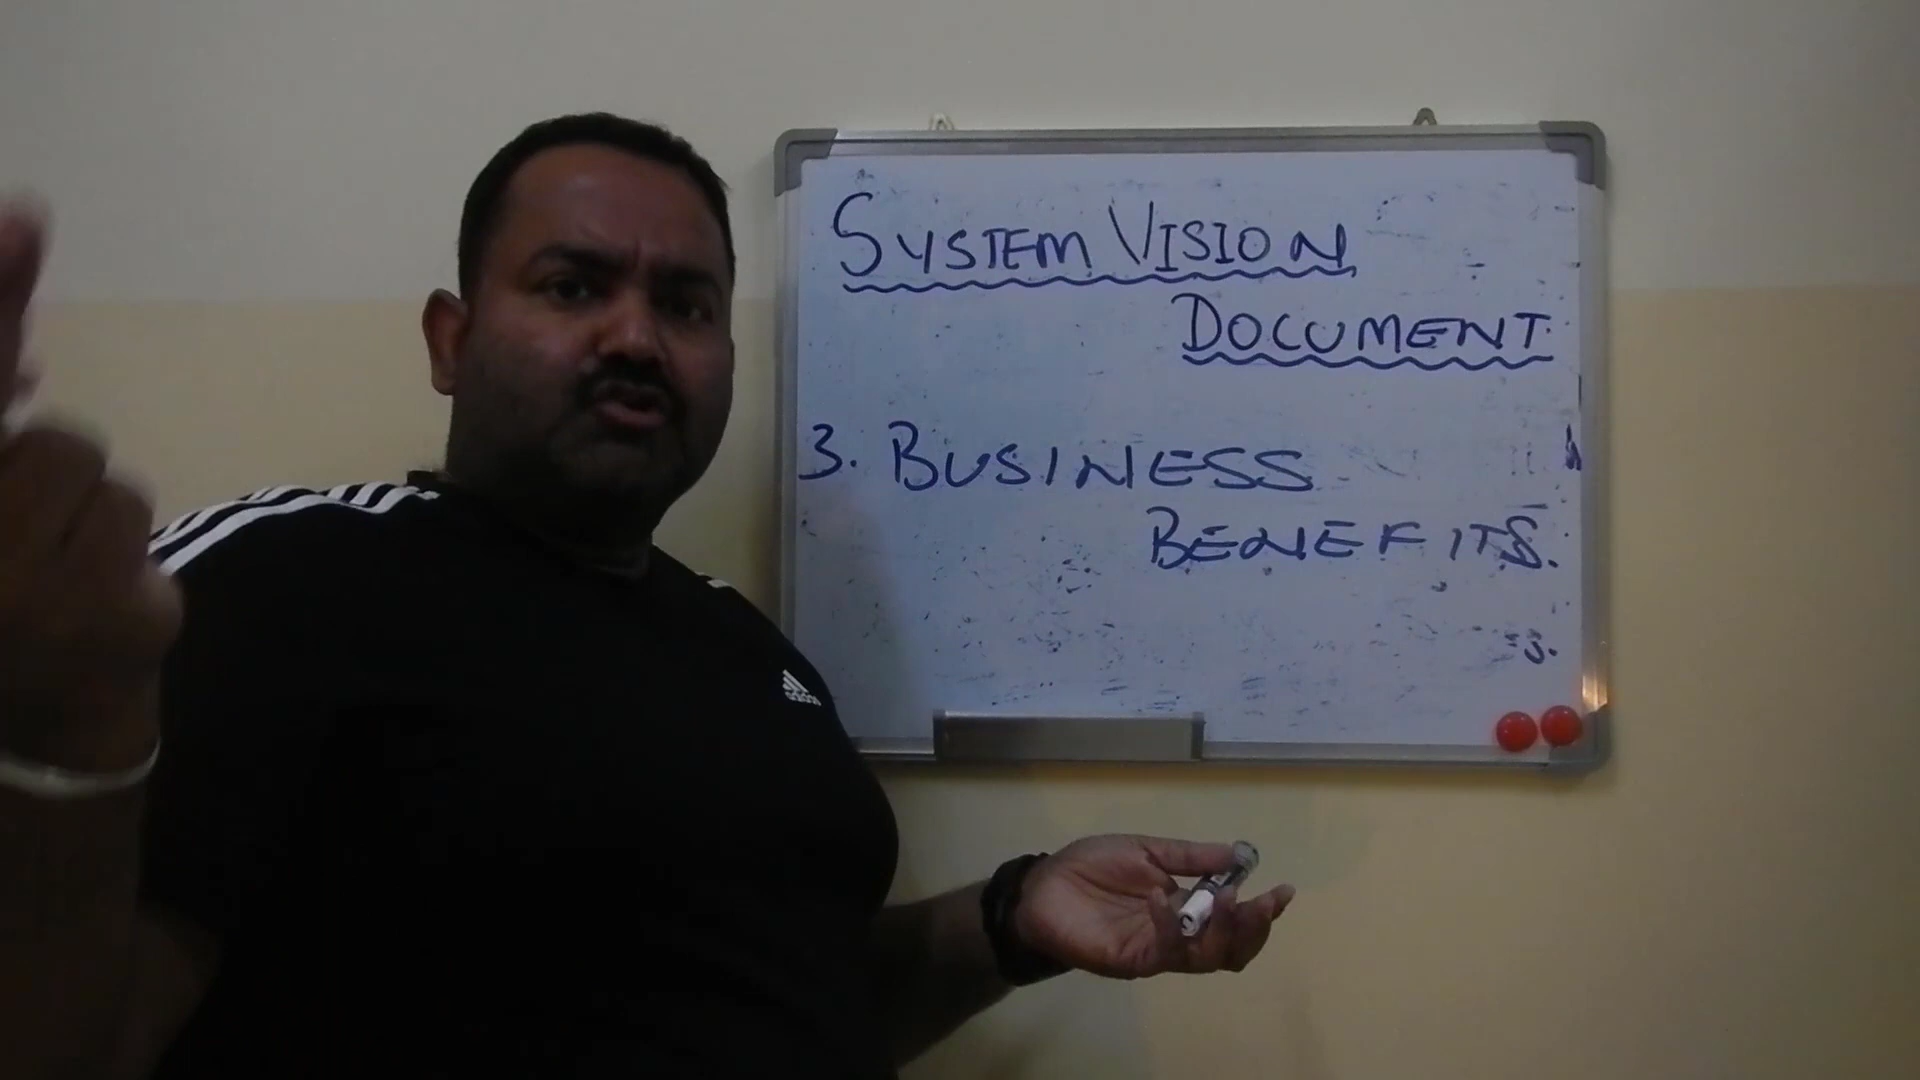 SYSTEM VISION
DOCUMENT
3. BUSINESS
BENEFITS.